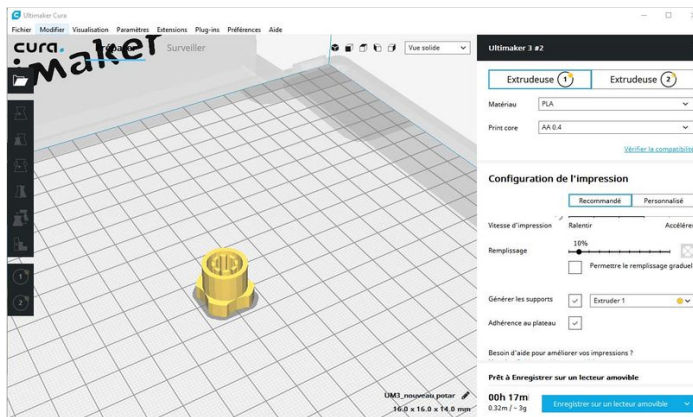 Ultimaker Cura
Fichier Modifier Visualisation Paramètres Extensions Plug-ins Préférences Aide
cura. Préparer Surveiller
Vue solide
maker
Ultimaker 3 #2
Extrudeuse 1 Extrudeuse 2
Matériau PLA
Print core AA 0.4
Vérifier la compatibilité
Configuration de l'impression
Recommandé Personnalisé
Vitesse d'impression Ralentir Accélérer
Remplissage 10%
Permettre le remplissage graduel
Générer les supports Extruder 1
Adhérence au plateau
Besoin d'aide pour améliorer vos impressions ?
1
2
UM3_nouveau potar
16.0 x 16.0 x 14.0 mm
Prêt à Enregistrer sur un lecteur amovible
00h 17mi
0.32m / ~ 3g
Enregistrer sur un lecteur amovible